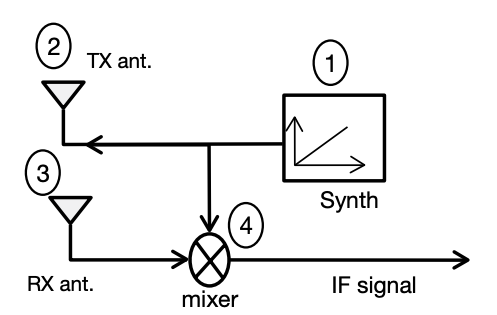 2
TX ant.
1
3
Synth
4
RX ant.
mixer
IF signal